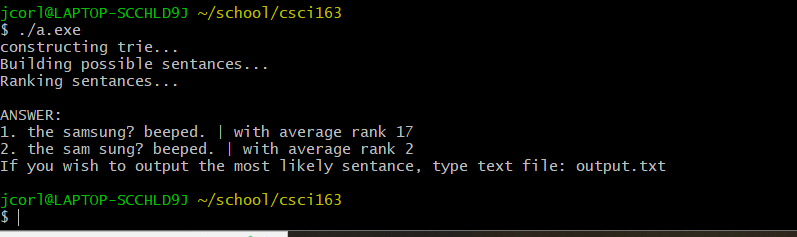 jcorl@LAPTOP-SCCHLD9J ~/school/csci163
$ ./a.exe
constructing trie...
Building possible sentances...
Ranking sentances...
ANSWER:
1. the samsung? beeped. | with average rank 17
2. the sam sung? beeped. | with average rank 2
If you wish to output the most likely sentance, type text file: output.txt
jcorl@LAPTOP-SCCHLD9J ~/school/csci163
$